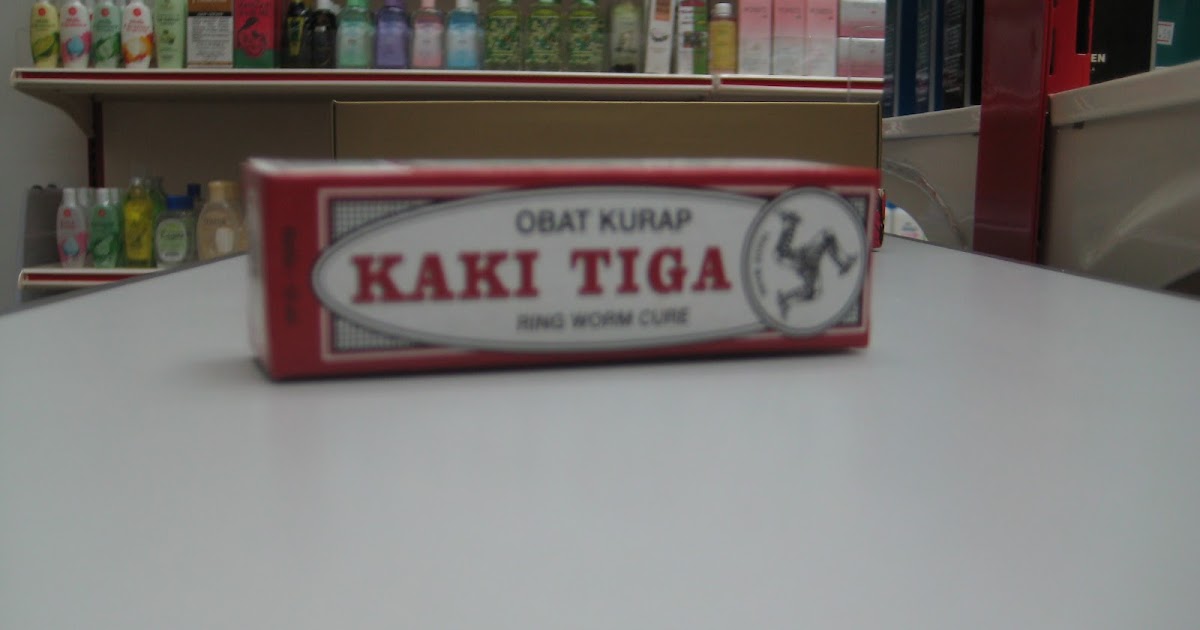 OBAT KURAP
KAKI TIGA
RING WORM CURE